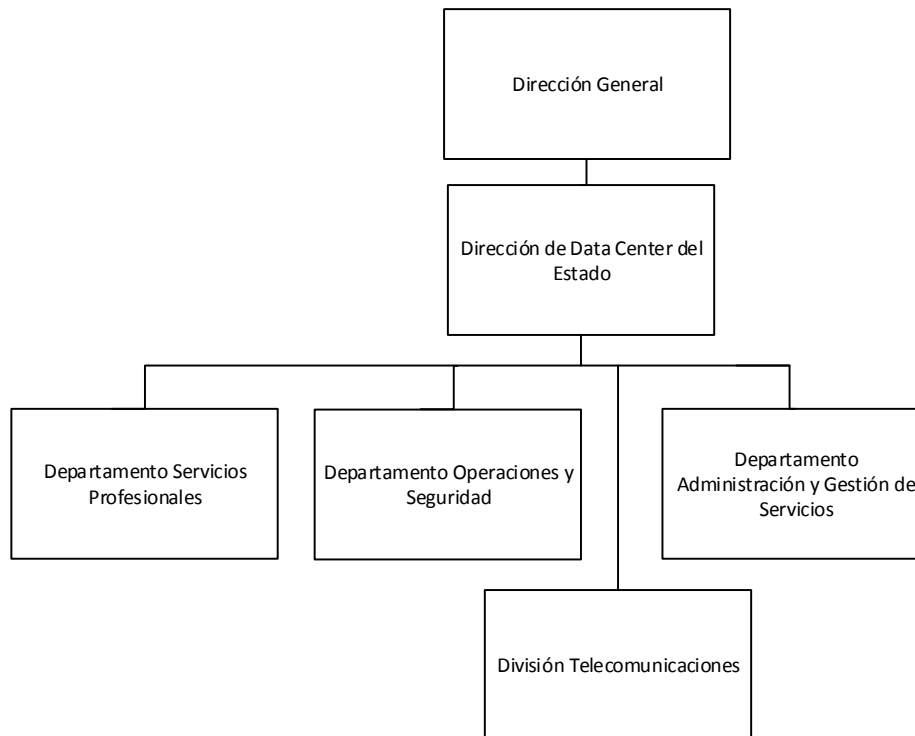 Dirección General
Dirección de Data Center del
Estado
Departamento Servicios
Profesionales
Departamento Operaciones y
Seguridad
Departamento
Administración y Gestión de
Servicios
División Telecomunicaciones